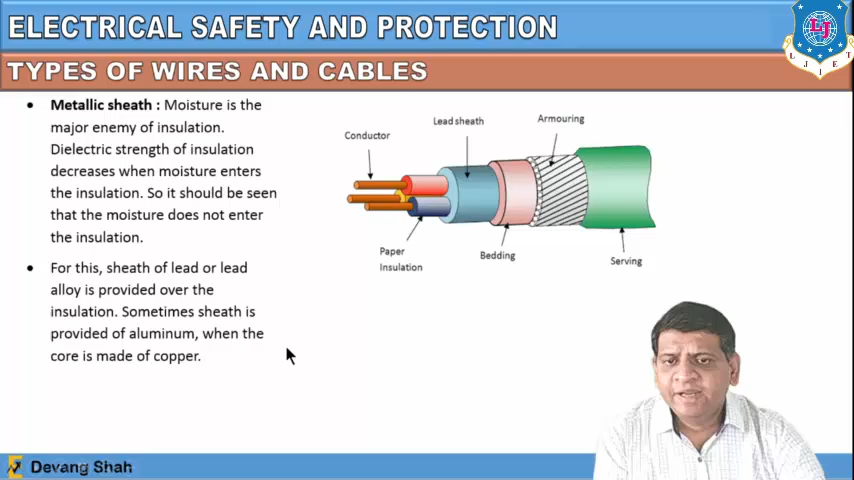 ELECTRICAL SAFETY AND PROTECTION
LJ
L J I E T
TYPES OF WIRES AND CABLES
• Metallic sheath : Moisture is the
major enemy of insulation.
Dielectric strength of insulation
decreases when moisture enters
the insulation. So it should be seen
that the moisture does not enter
the insulation.
• For this, sheath of lead or lead
alloy is provided over the
insulation. Sometimes sheath is
provided of aluminum, when the
core is made of copper.
Conductor
Lead sheath
Armouring
Paper
Insulation
Bedding
Serving
Devang Shah